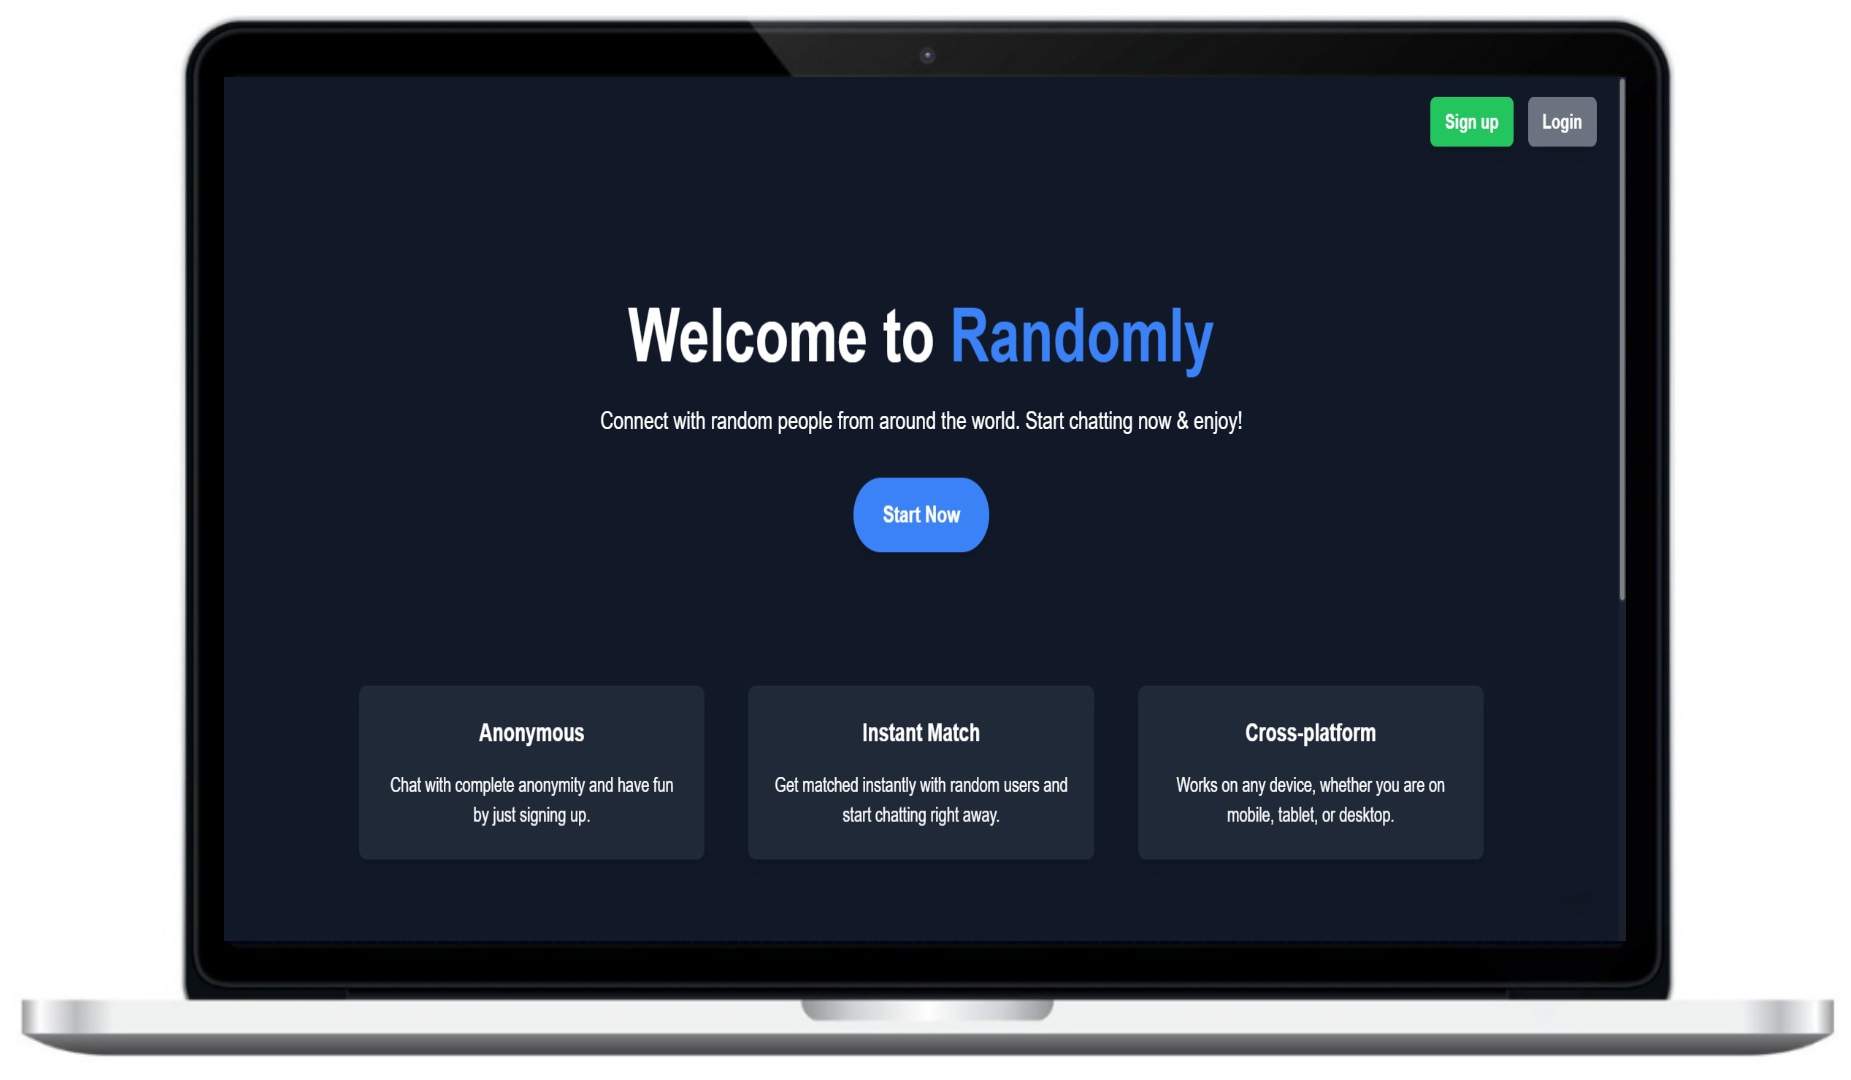 Sign up
Login
Welcome to Randomly
Connect with random people from around the world. Start chatting now & enjoy!
Start Now
Anonymous
Chat with complete anonymity and have fun
by just signing up.
Instant Match
Get matched instantly with random users and
start chatting right away.
Cross-platform
Works on any device, whether you are on
mobile, tablet, or desktop.